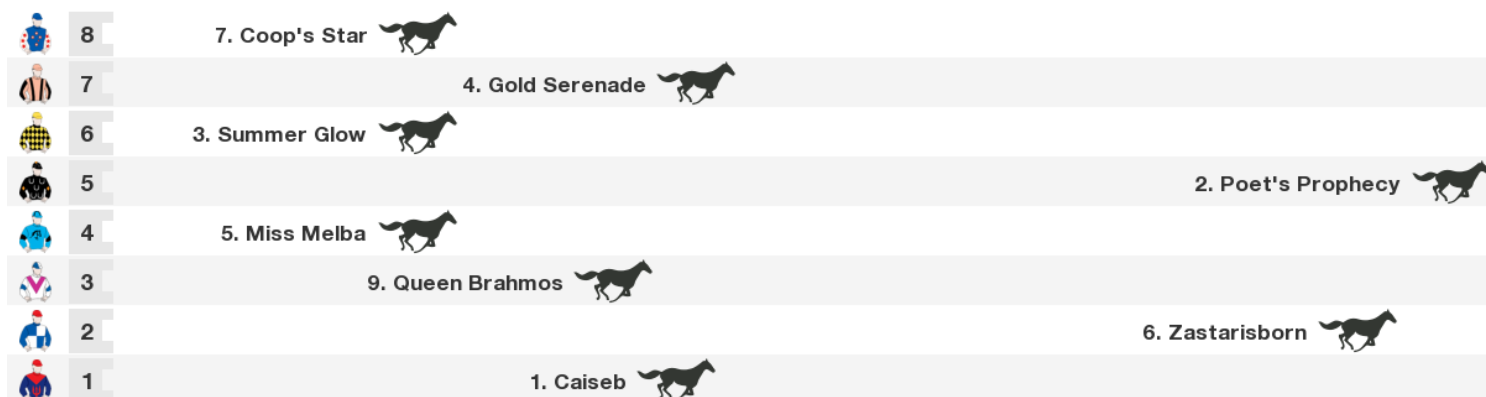 8 7. Coop's Star
7 4. Gold Serenade
6 3. Summer Glow
5 2. Poet's Prophecy
4 5. Miss Melba
3 9. Queen Brahmos
2 6. Zastarisborn
1 1. Caiseb